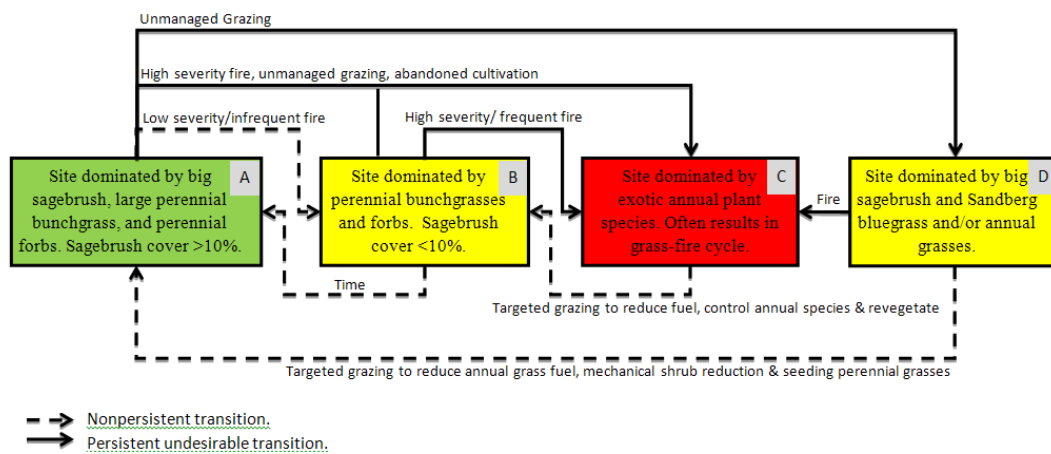 Unmanaged Grazing
High severity fire, unmanaged grazing, abandoned cultivation
Low severity/infrequent fire
High severity/ frequent fire
A
Site dominated by big
sagebrush, large perennial
bunchgrass, and perennial
forbs. Sagebrush cover >10%.
B
Site dominated by
perennial bunchgrasses
and forbs.  Sagebrush
cover <10%.
C
Site dominated by
exotic annual plant
species. Often results in
grass-fire cycle.
Fire
D
Site dominated by big
sagebrush and Sandberg
bluegrass and/or annual
grasses.
Time
Targeted grazing to reduce fuel, control annual species & revegetate
Targeted grazing to reduce annual grass fuel, mechanical shrub reduction & seeding perennial grasses
Nonpersistent transition.
Persistent undesirable transition.